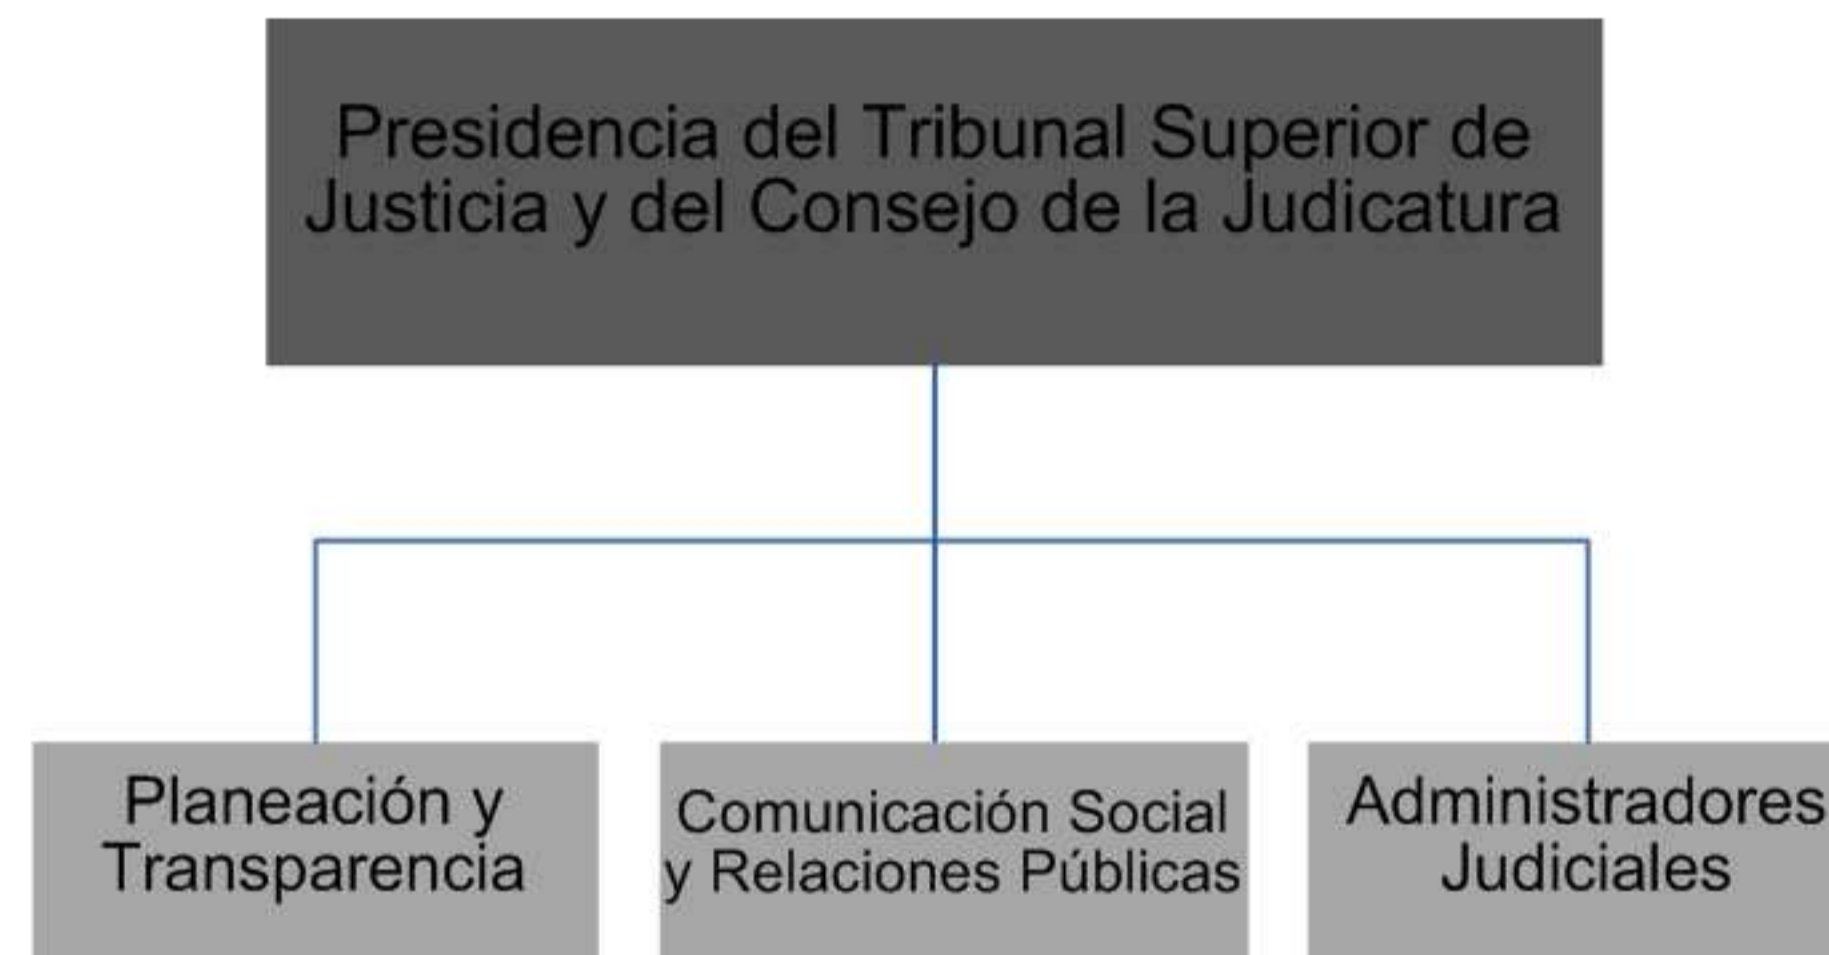 Presidencia del Tribunal Superior de
Justicia y del Consejo de la Judicatura
Planeación y
Transparencia
Comunicación Social
y Relaciones Públicas
Administradores
Judiciales